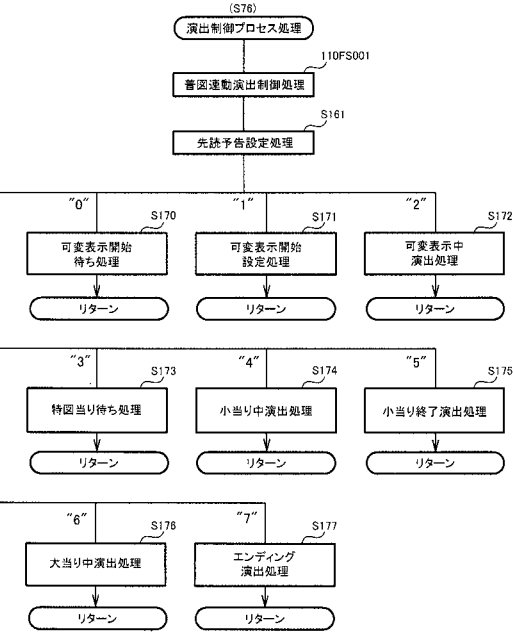 (S76)
演出制御プロセス処理
110FS001
普図連動演出制御処理
S161
先読予告設定処理
"0"
S170
"1"
S171
"2"
S172
可変表示開始
待ち処理
可変表示開始
設定処理
可変表示中
演出処理
リターン
リターン
リターン
"3"
S173
"4"
S174
"5"
S175
特図当り待ち処理
小当り中演出処理
小当り終了演出処理
リターン
リターン
リターン
"6"
S176
"7"
S177
大当り中演出処理
エンディング
演出処理
リターン
リターン